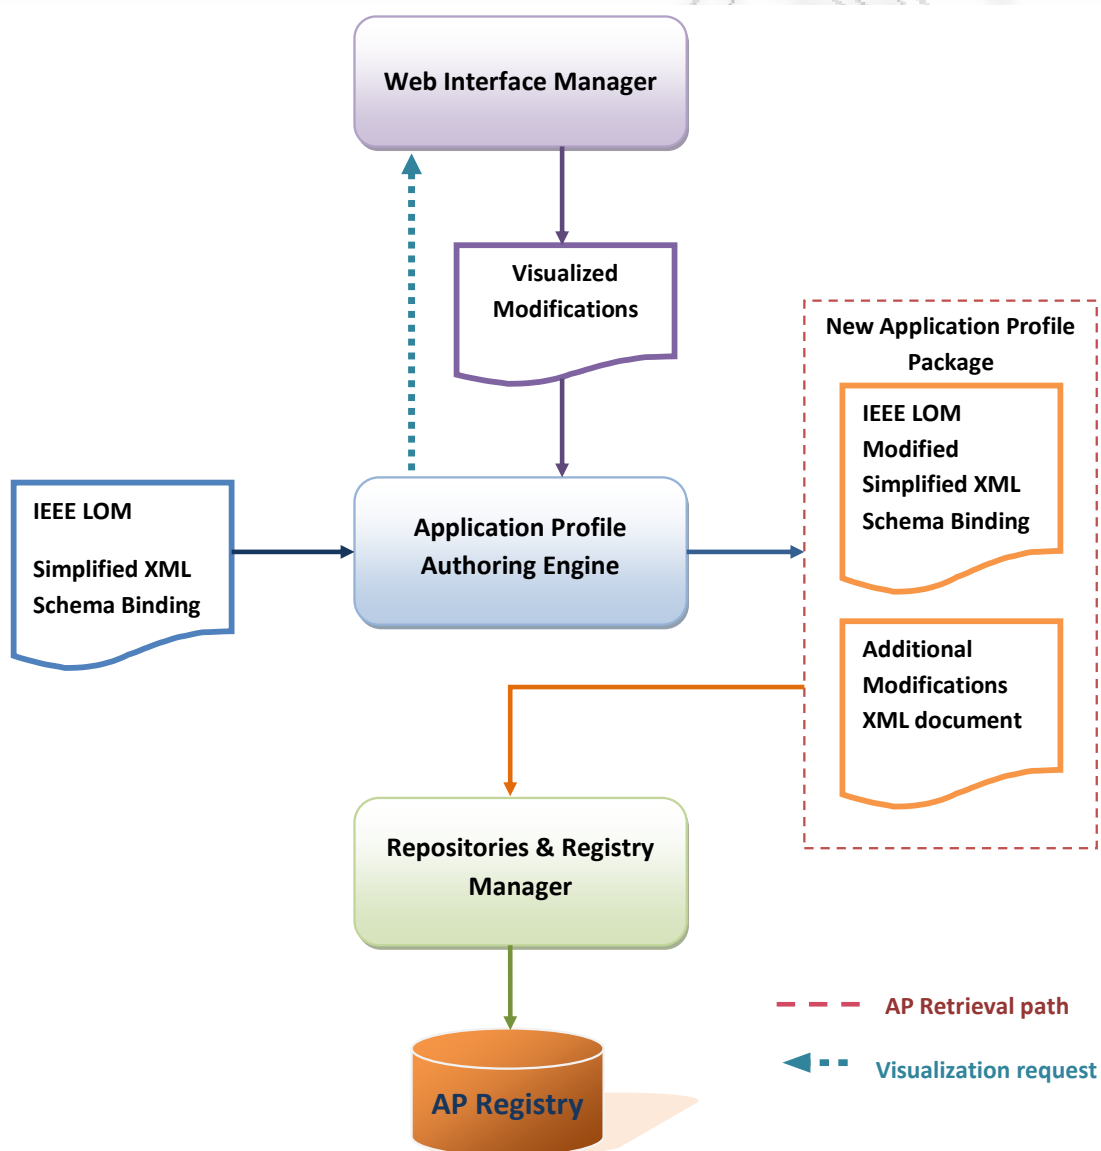 Web Interface Manager
Visualized
Modifications
New Application Profile
Package
IEEE LOM
Modified
Simplified XML
Schema Binding
IEEE LOM
Simplified XML
Schema Binding
Application Profile
Authoring Engine
Additional
Modifications
XML document
Repositories & Registry
Manager
AP Retrieval path
Visualization request
AP Registry